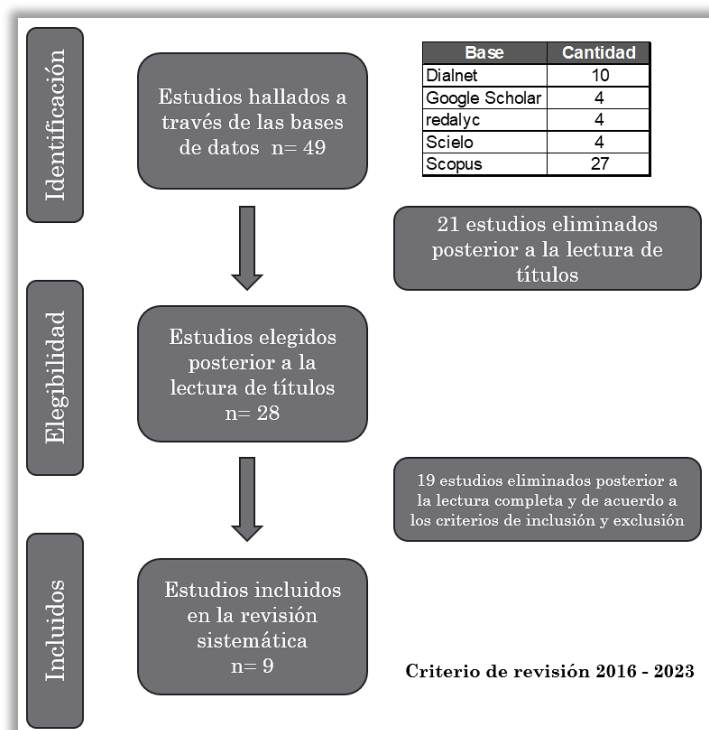 Identificación
Estudios hallados a
través de las bases
de datos n= 49
Base Cantidad
Dialnet 10
Google Scholar 4
redalyc 4
Scielo 4
Scopus 27
21 estudios eliminados
posterior a la lectura de
títulos
Elegibilidad
Estudios elegidos
posterior a la
lectura de títulos
n= 28
19 estudios eliminados posterior a
la lectura completa y de acuerdo a
los criterios de inclusión y exclusión
Incluidos
Estudios incluidos
en la revisión
sistemática
n= 9
Criterio de revisión 2016 - 2023